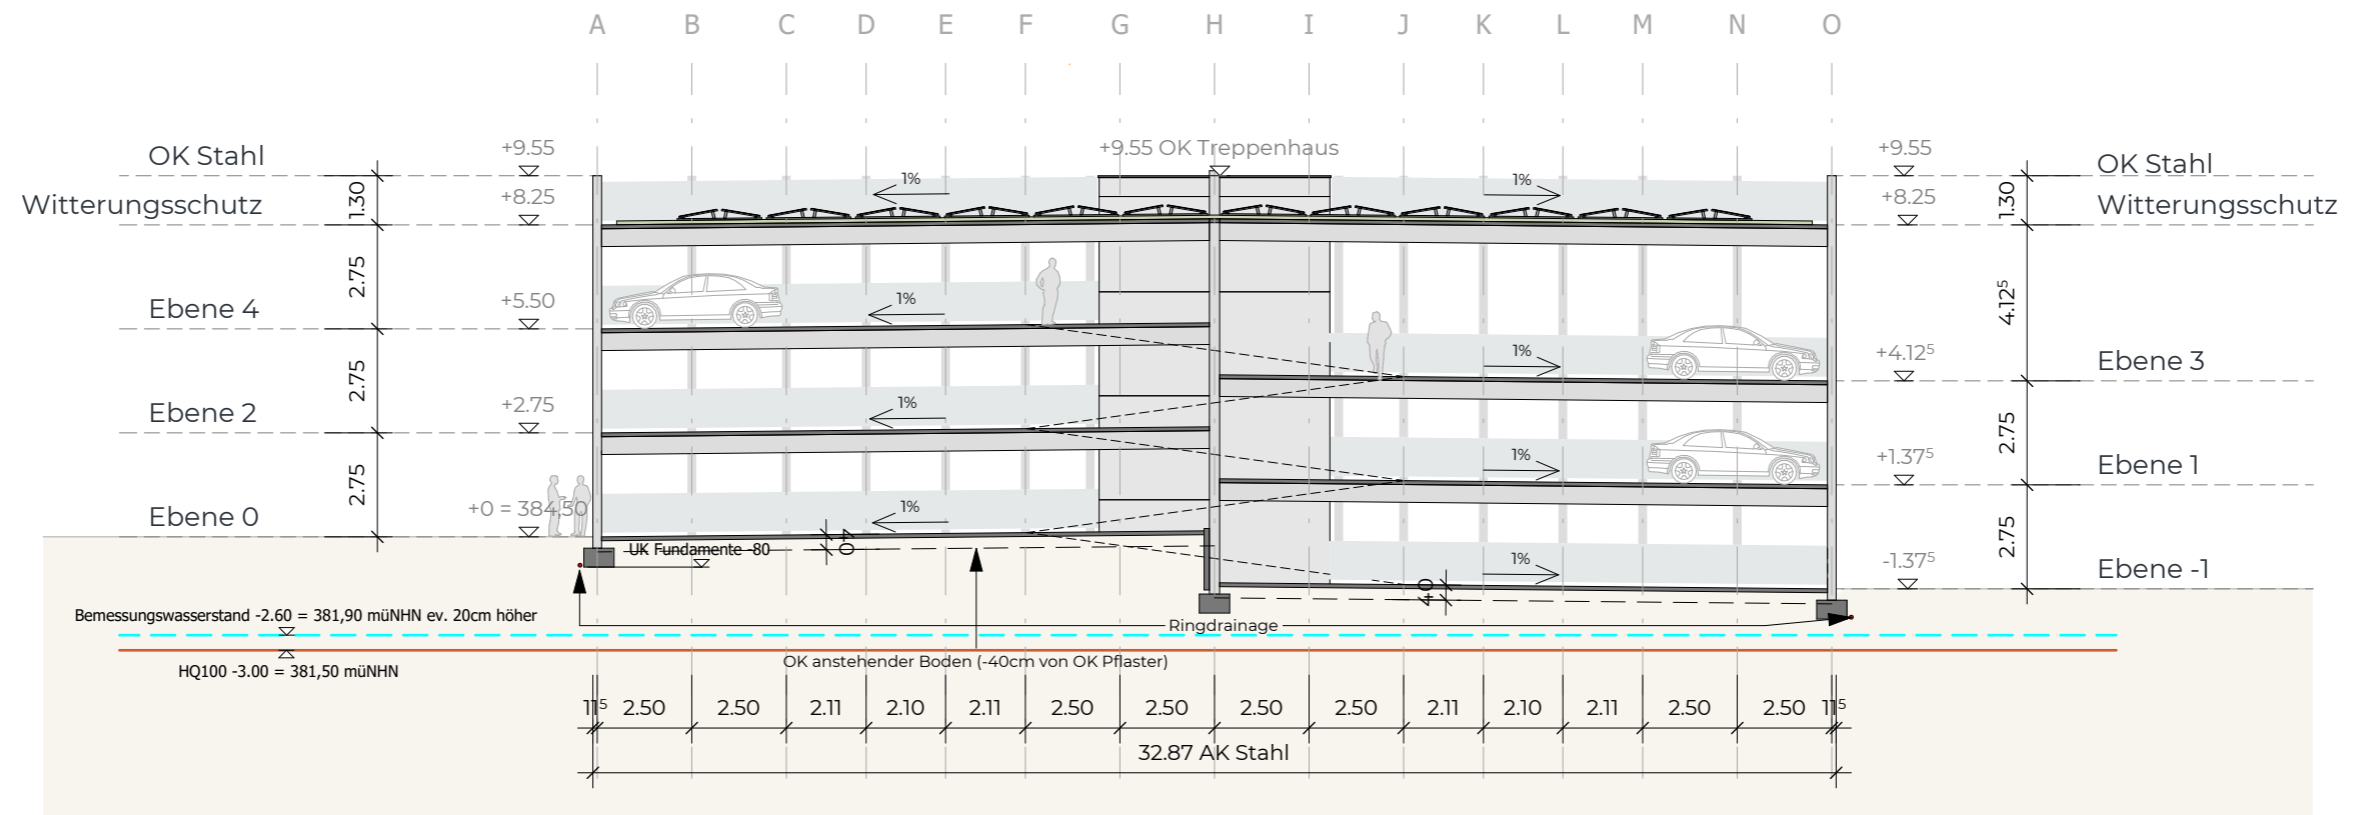 A B C D E F G H I J K L M N O
OK Stahl +9.55 +9.55 OK Treppenhaus +9.55 OK Stahl
1% 1%
Witterungsschutz 1.30 +8.25 +8.25 1.30 Witterungsschutz
2.75 4.12⁵
Ebene 4 +5.50 1%
1% +4.12⁵ Ebene 3
2.75
Ebene 2 +2.75 1% 2.75
1% +1.37⁵ Ebene 1
2.75
Ebene 0 +0 = 384,50 1%
UK Fundamente -80 40 2.75
1% -1.37⁵ Ebene -1
40
Bemessungswasserstand -2.60 = 381,90 müNHN ev. 20cm höher
Ringdrainage
HQ100 -3.00 = 381,50 müNHN
OK anstehender Boden (-40cm von OK Pflaster)
11⁵ 2.50 2.50 2.11 2.10 2.11 2.50 2.50 2.50 2.50 2.11 2.10 2.11 2.50 2.50 11⁵
32.87 AK Stahl